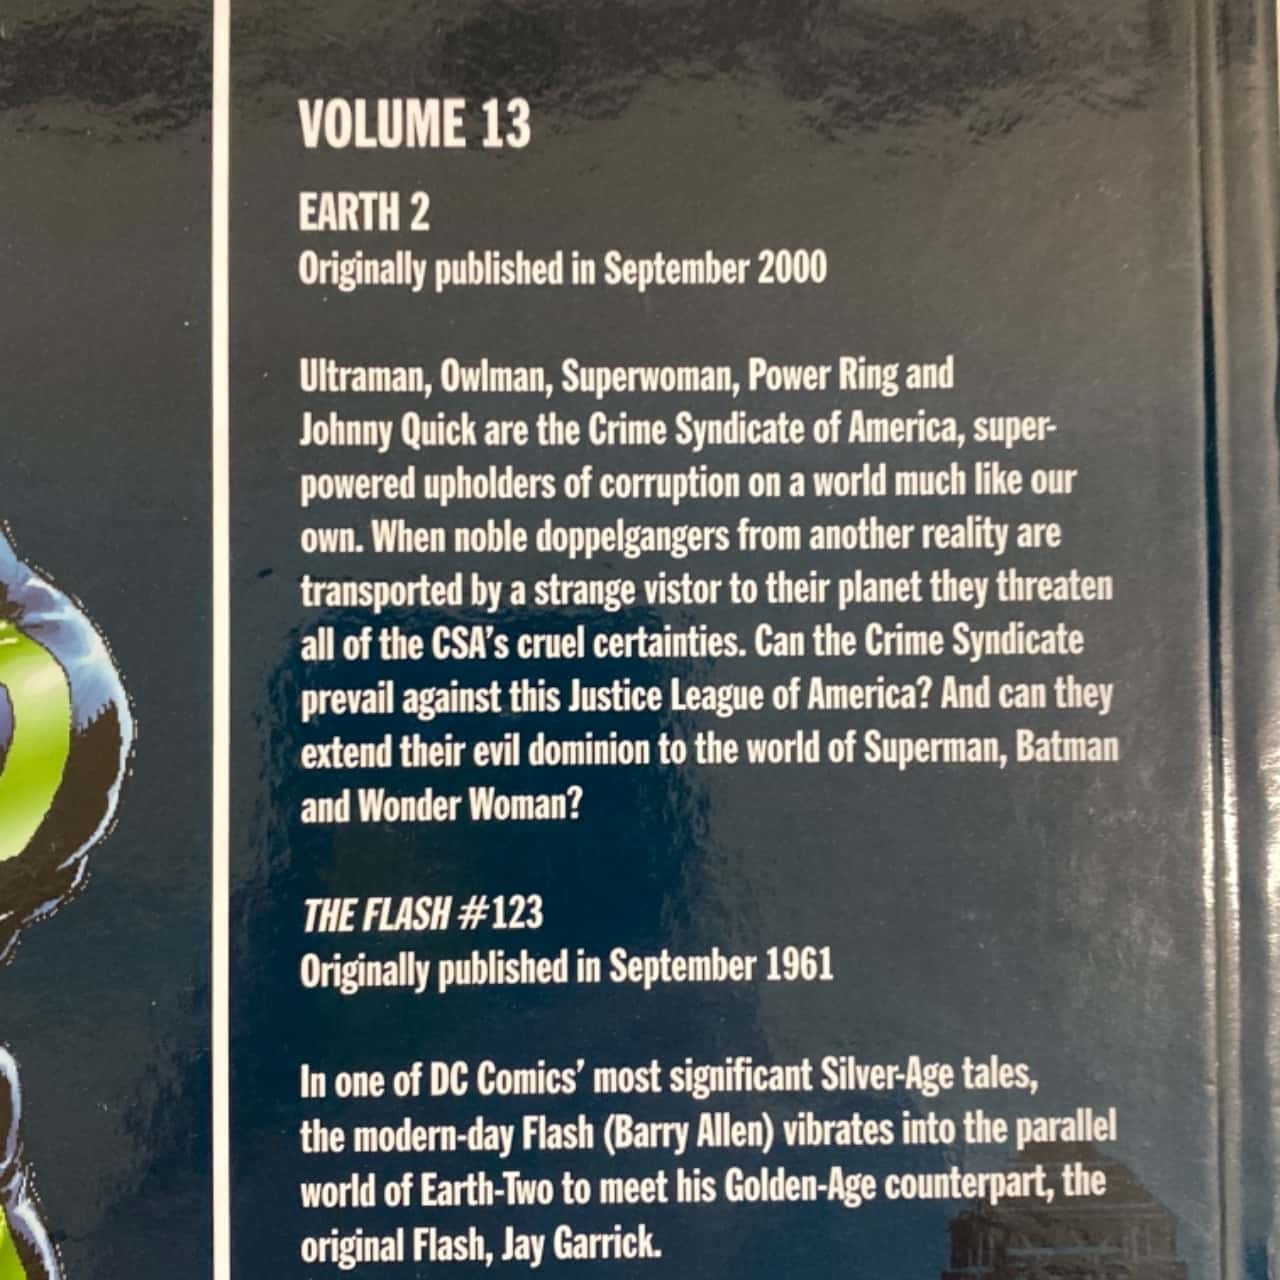 VOLUME 13
EARTH 2
Originally published in September 2000
Ultraman, Owlman, Superwoman, Power Ring and
Johnny Quick are the Crime Syndicate of America, super-
powered upholders of corruption on a world much like our
own. When noble doppelgangers from another reality are
transported by a strange vistor to their planet they threaten
all of the CSA's cruel certainties. Can the Crime Syndicate
prevail against this Justice League of America? And can they
extend their evil dominion to the world of Superman, Batman
and Wonder Woman?
THE FLASH #123
Originally published in September 1961
In one of DC Comics' most significant Silver-Age tales,
the modern-day Flash (Barry Allen) vibrates into the parallel
world of Earth-Two to meet his Golden-Age counterpart, the
original Flash, Jay Garrick.